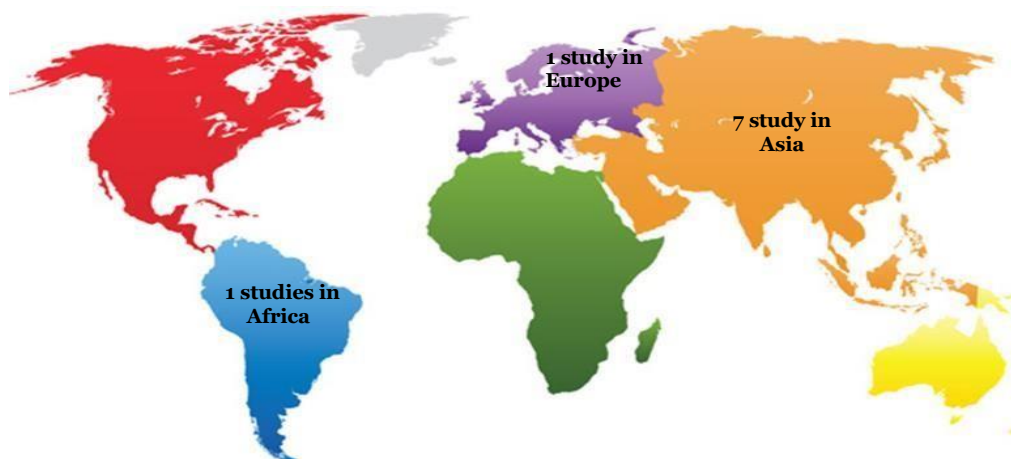 1 study in
Europe
7 study in
Asia
1 studies in
Africa